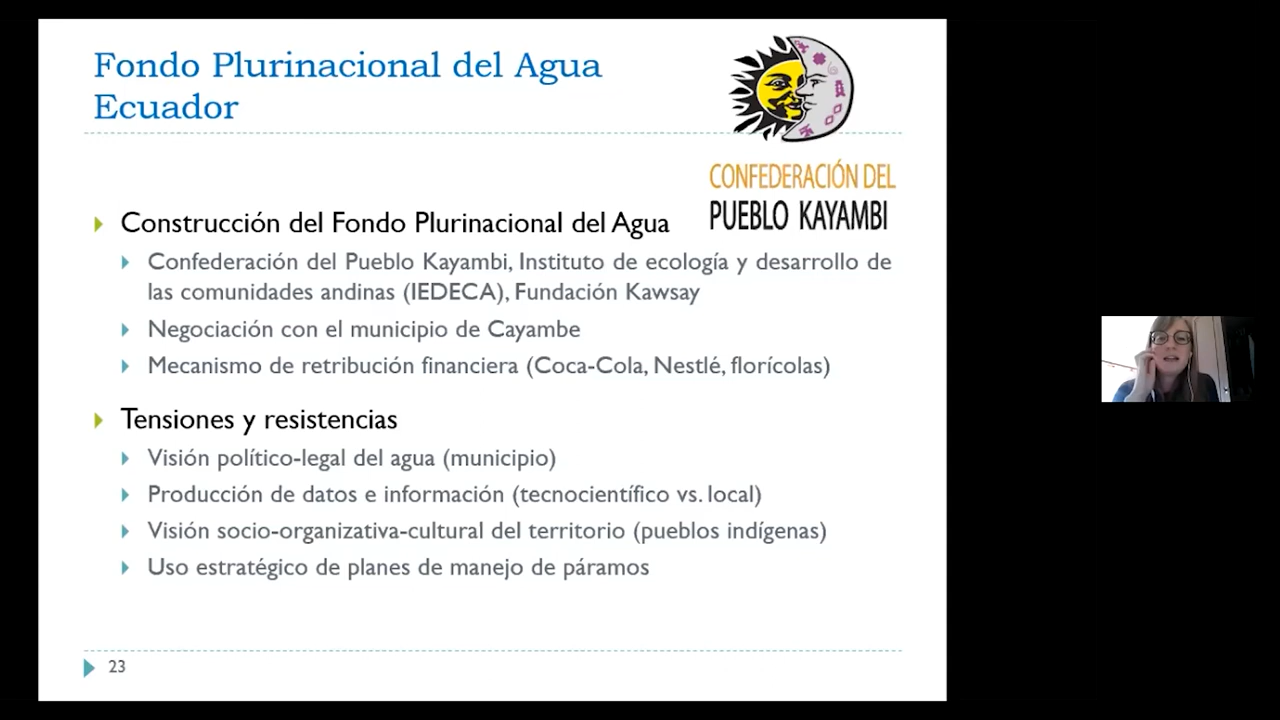 Fondo Plurinacional del Agua
Ecuador
CONFEDERACIÓN DEL
PUEBLO KAYAMBI
Construcción del Fondo Plurinacional del Agua
Confederación del Pueblo Kayambi, Instituto de ecología y desarrollo de
las comunidades andinas (IEDECA), Fundación Kawsay
Negociación con el municipio de Cayambe
Mecanismo de retribución financiera (Coca-Cola, Nestlé, florícolas)
Tensiones y resistencias
Visión político-legal del agua (municipio)
Producción de datos e información (tecnocientífico vs. local)
Visión socio-organizativa-cultural del territorio (pueblos indígenas)
Uso estratégico de planes de manejo de páramos
23